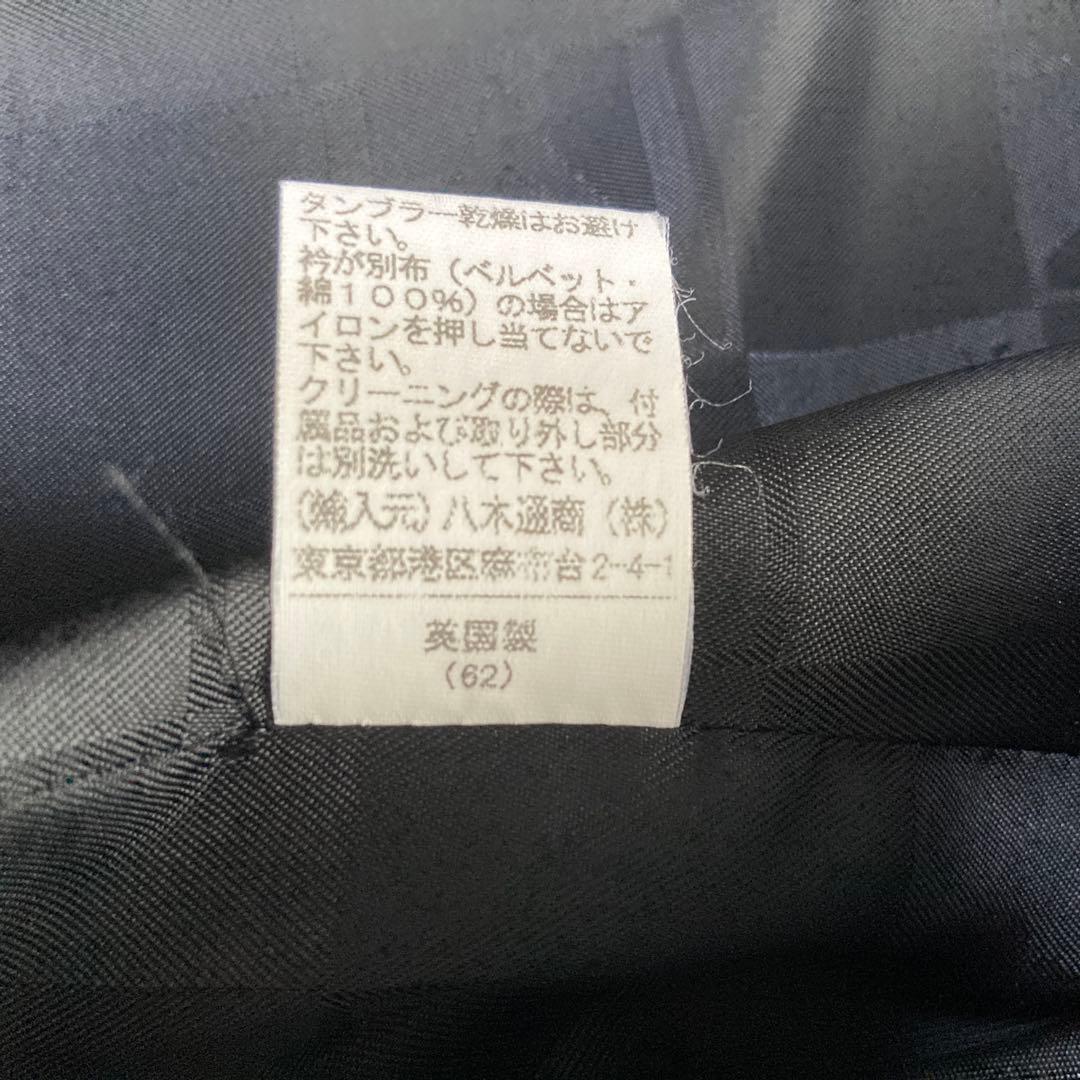 タンブラー乾燥はお避け
下さい。
衿が別布（ベルベット・
綿１００％）の場合はア
イロンを押し当てないで
下さい。
クリーニングの際は、付
属品および取り外し部分
は別洗いして下さい。
(輸入元) 八木通商（株）
東京都港区麻布台2-4-1
英国製
(62)